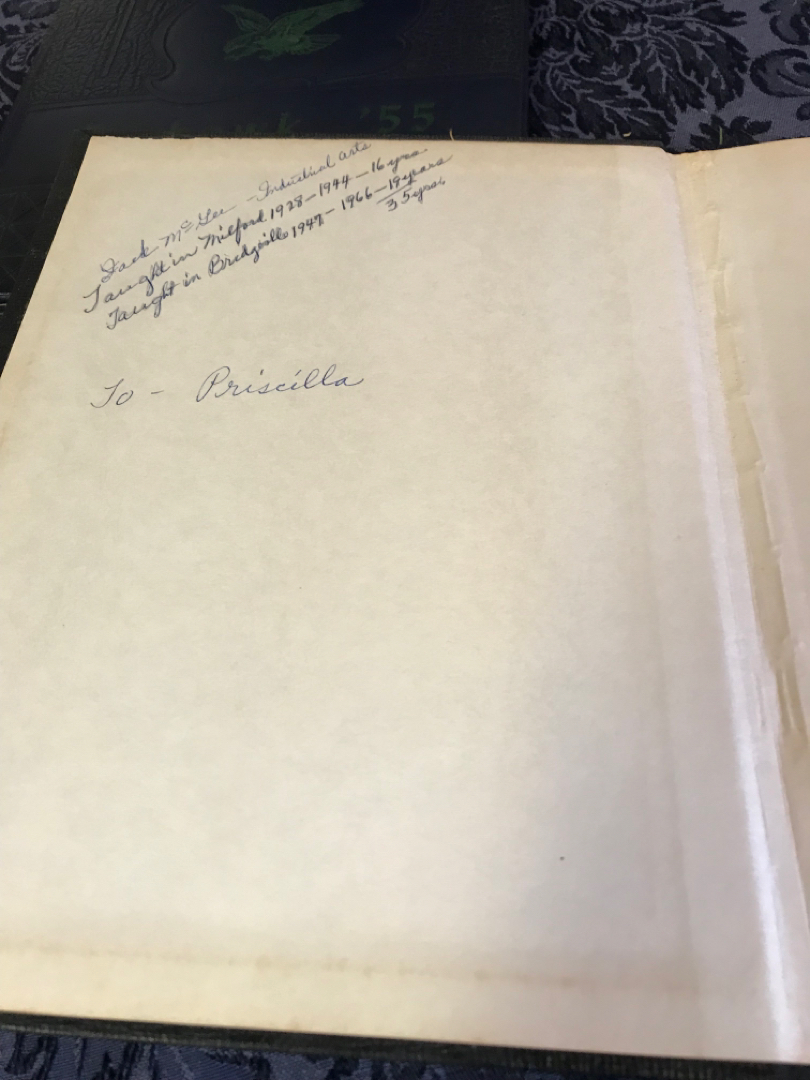 '55
Jack McGee - Industrial Arts
Taught in Milford 1928-1944-16 yrs.
Taught in Bridgeville 1947-1966-19 years
35 yrs.
To - Priscilla